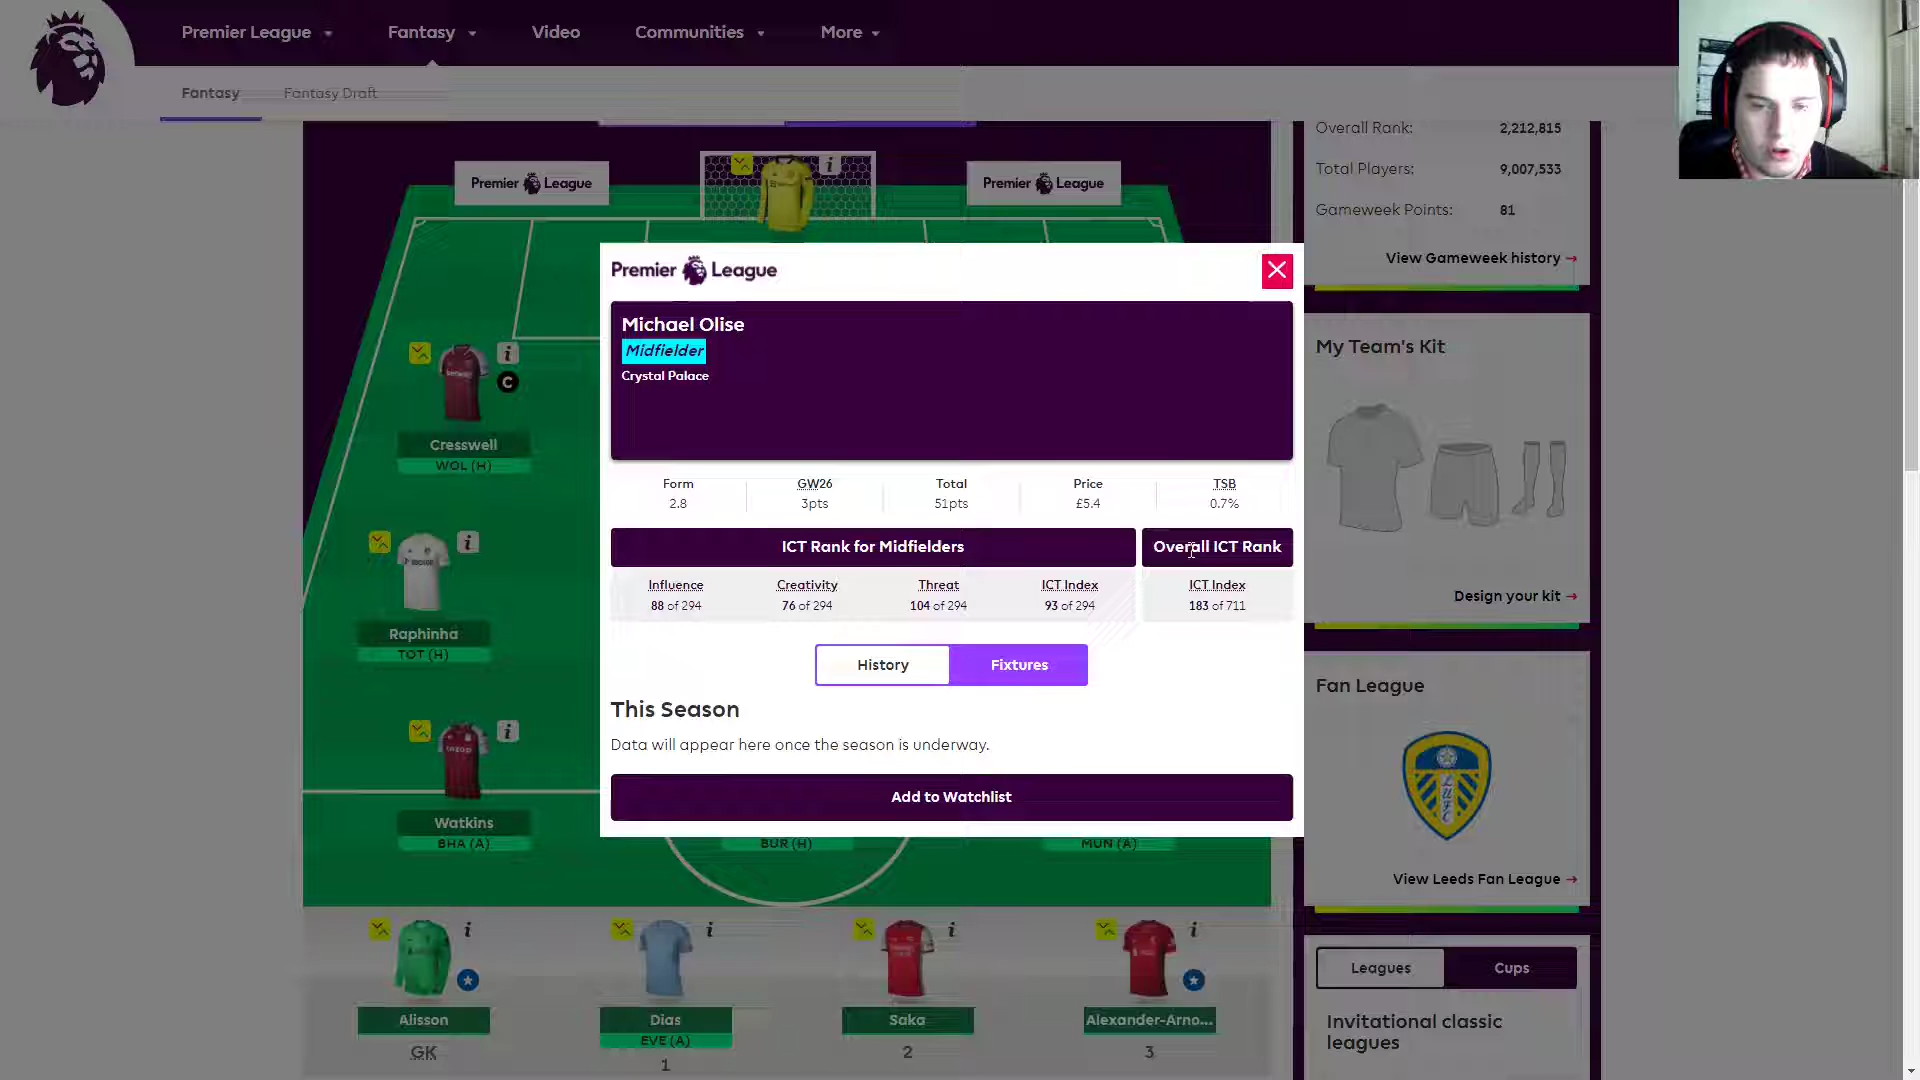 Premier League
Fantasy
Video
Communities
More
Fantasy
Fantasy Draft
Overall Rank: 2,212,815
Total Players: 9,007,533
Gameweek Points: 81
View Gameweek history →
Premier League
Premier League
Premier League
Michael Olise
Midfielder
Crystal Palace
Form
2.8
GW26
3pts
Total
51pts
Price
£5.4
TSB
0.7%
ICT Rank for Midfielders
Overall ICT Rank
Influence
88 of 294
Creativity
76 of 294
Threat
104 of 294
ICT Index
93 of 294
ICT Index
183 of 711
History
Fixtures
This Season
Data will appear here once the season is underway.
Add to Watchlist
C
Cresswell
WOL (H)
Raphinha
TOT (H)
Watkins
BHA (A)
BUR (H)
MUN (A)
Alisson
GK
Dias
EVE (A)
1
Saka
2
Alexander-Arno...
3
My Team's Kit
Design your kit →
Fan League
LUFC
View Leeds Fan League →
Leagues
Cups
Invitational classic
leagues